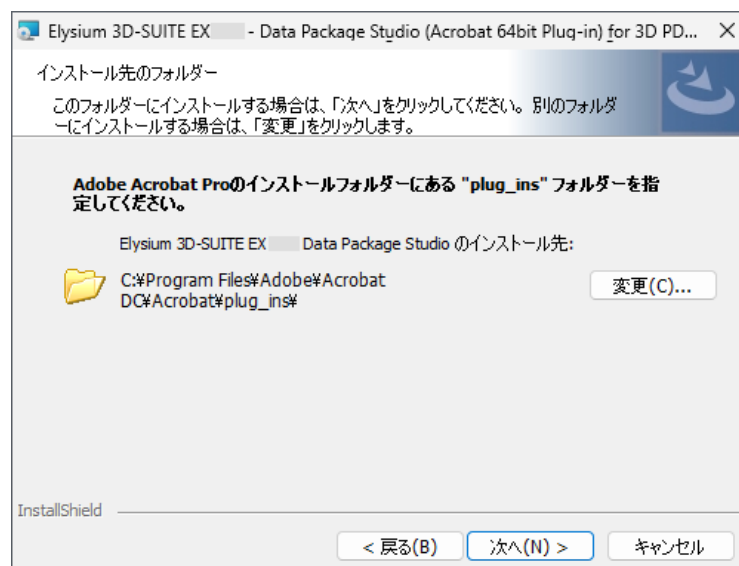 Elysium 3D-SUITE EX - Data Package Studio (Acrobat 64bit Plug-in) for 3D PD...
インストール先のフォルダー
このフォルダーにインストールする場合は、「次へ」をクリックしてください。別のフォルダ
ーにインストールする場合は、「変更」をクリックします。
Adobe Acrobat Proのインストールフォルダーにある "plug_ins" フォルダーを指
定してください。
Elysium 3D-SUITE EX Data Package Studio のインストール先:
C:¥Program Files¥Adobe¥Acrobat
DC¥Acrobat¥plug_ins¥
変更(C)...
InstallShield
< 戻る(B)
次へ(N) >
キャンセル